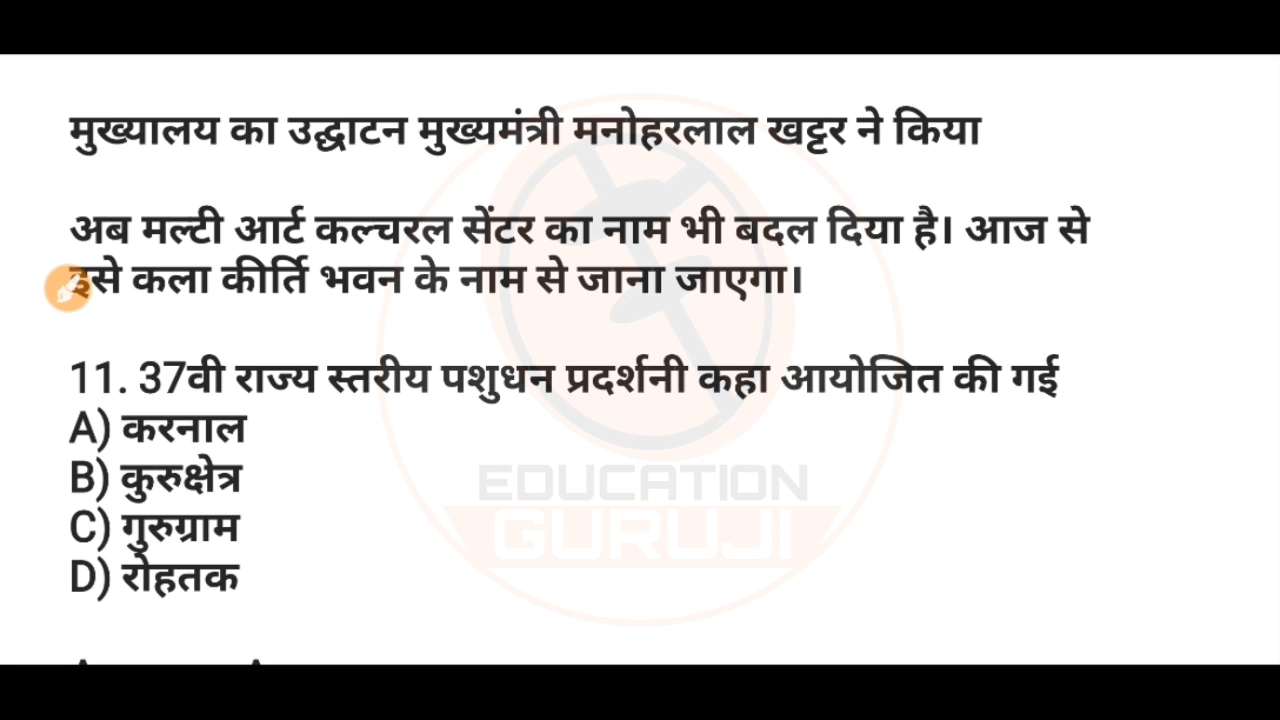 मुख्यालय का उद्घाटन मुख्यमंत्री मनोहरलाल खट्टर ने किया
अब मल्टी आर्ट कल्चरल सेंटर का नाम भी बदल दिया है। आज से
इसे कला कीर्ति भवन के नाम से जाना जाएगा।
11. 37वी राज्य स्तरीय पशुधन प्रदर्शनी कहा आयोजित की गई
A) करनाल
B) कुरुक्षेत्र
C) गुरुग्राम
D) रोहतक
EDUCATION
GURUJI